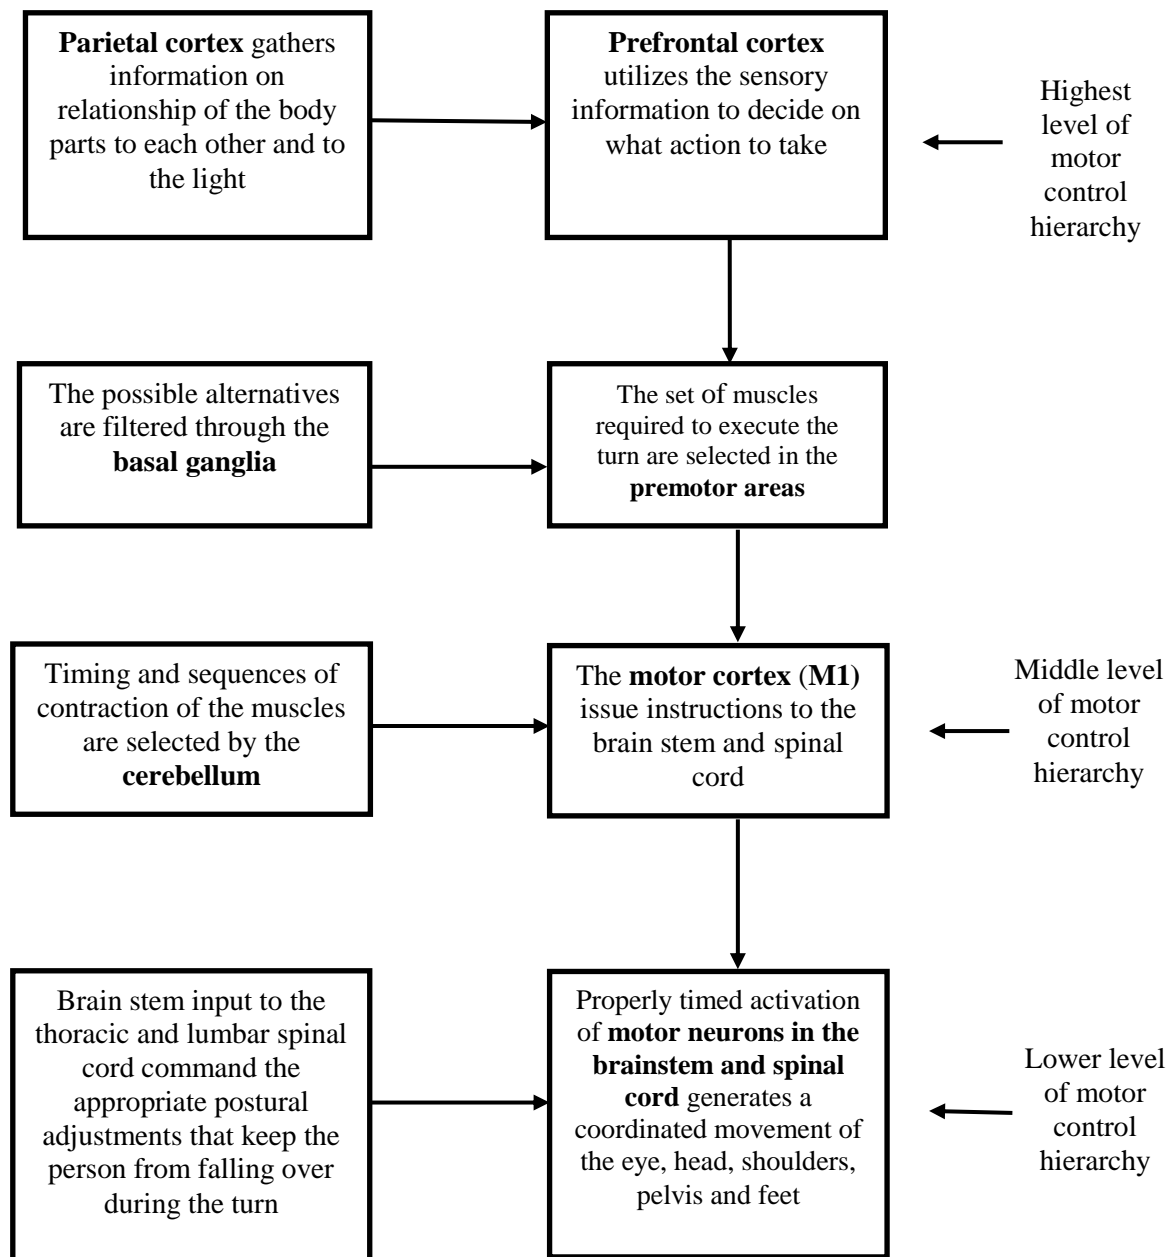 Parietal cortex gathers
information on
relationship of the body
parts to each other and to
the light
Prefrontal cortex
utilizes the sensory
information to decide on
what action to take
Highest
level of
motor
control
hierarchy
The possible alternatives
are filtered through the
basal ganglia
The set of muscles
required to execute the
turn are selected in the
premotor areas
Timing and sequences of
contraction of the muscles
are selected by the
cerebellum
The motor cortex (M1)
issue instructions to the
brain stem and spinal
cord
Middle level
of motor
control
hierarchy
Brain stem input to the
thoracic and lumbar spinal
cord command the
appropriate postural
adjustments that keep the
person from falling over
during the turn
Properly timed activation
of motor neurons in the
brainstem and spinal
cord generates a
coordinated movement of
the eye, head, shoulders,
pelvis and feet
Lower level
of motor
control
hierarchy